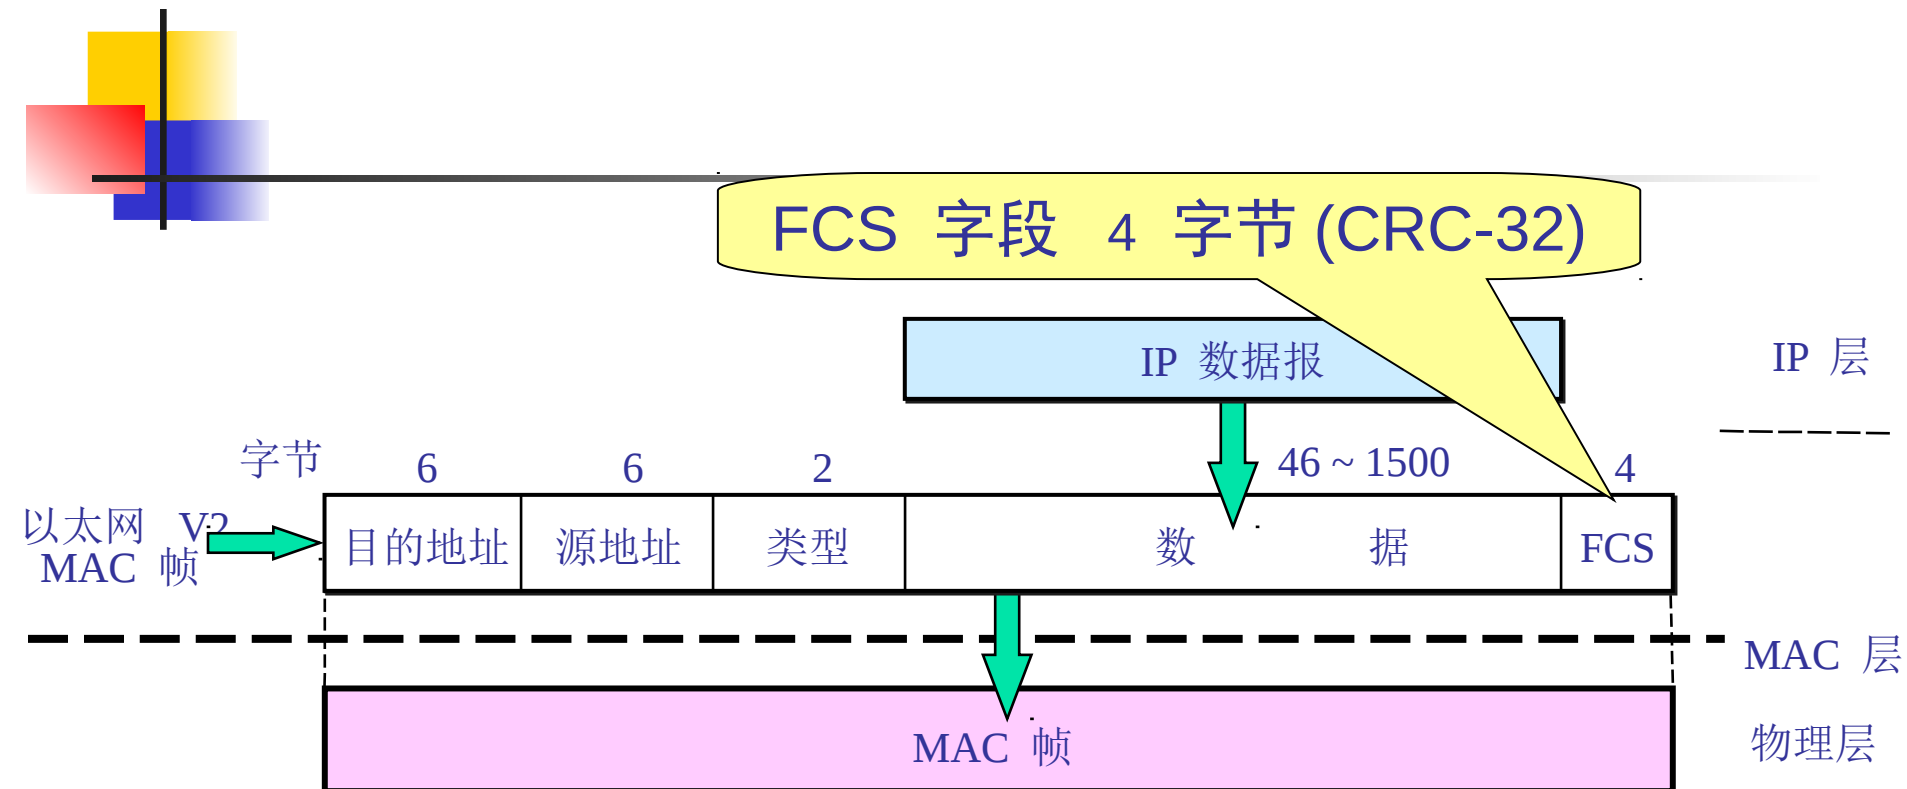 FCS 字段 4 字节 (CRC-32)
IP 数据报
IP 层
字节
6
6
2
46 ~ 1500
4
以太网 V2
MAC 帧
目的地址
源地址
类型
数 据
FCS
MAC 层
MAC 帧
物理层